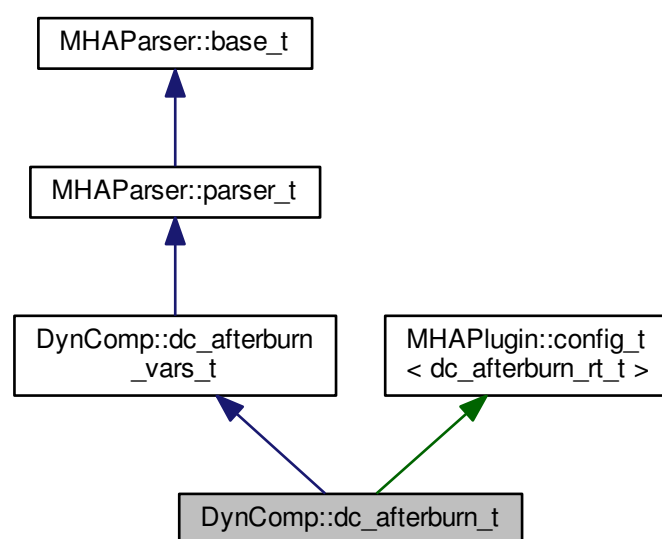 MHAParser::base_t
MHAParser::parser_t
DynComp::dc_afterburn
_vars_t
MHAPlugin::config_t
< dc_afterburn_rt_t >
DynComp::dc_afterburn_t